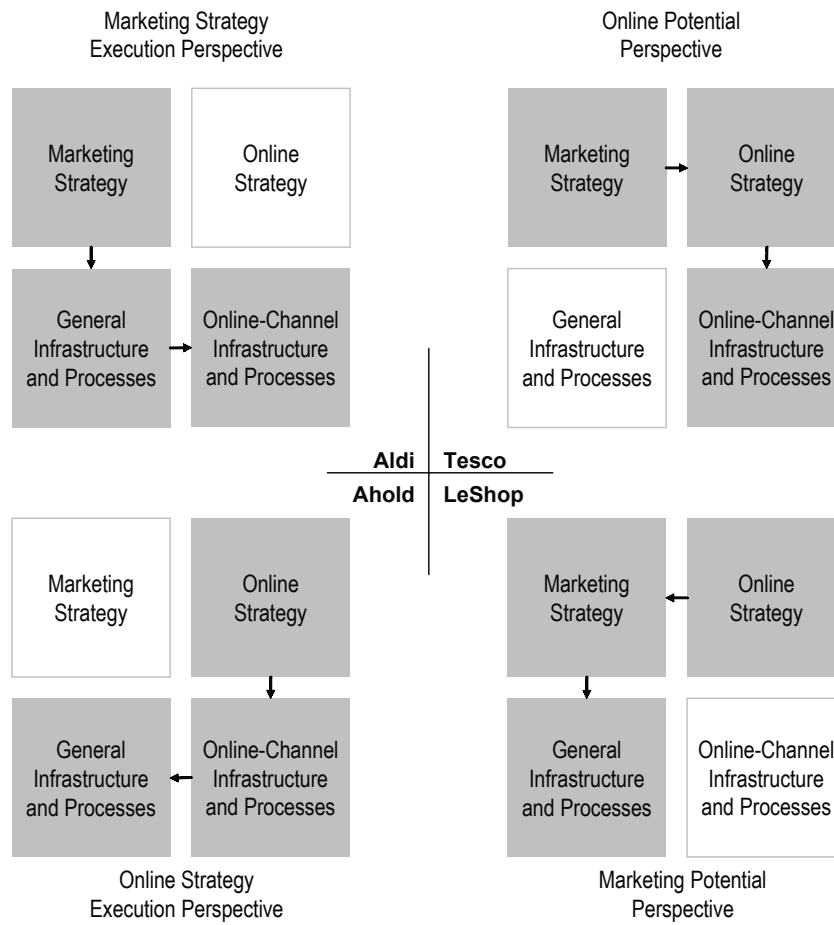 Marketing Strategy
Execution Perspective
Marketing
Strategy
Online
Strategy
General
Infrastructure
and Processes
Online-Channel
Infrastructure
and Processes
Online Potential
Perspective
Marketing
Strategy
Online
Strategy
General
Infrastructure
and Processes
Online-Channel
Infrastructure
and Processes
Aldi
Tesco
Ahold
LeShop
Marketing
Strategy
Online
Strategy
General
Infrastructure
and Processes
Online-Channel
Infrastructure
and Processes
Online Strategy
Execution Perspective
Marketing
Strategy
Online
Strategy
General
Infrastructure
and Processes
Online-Channel
Infrastructure
and Processes
Marketing Potential
Perspective